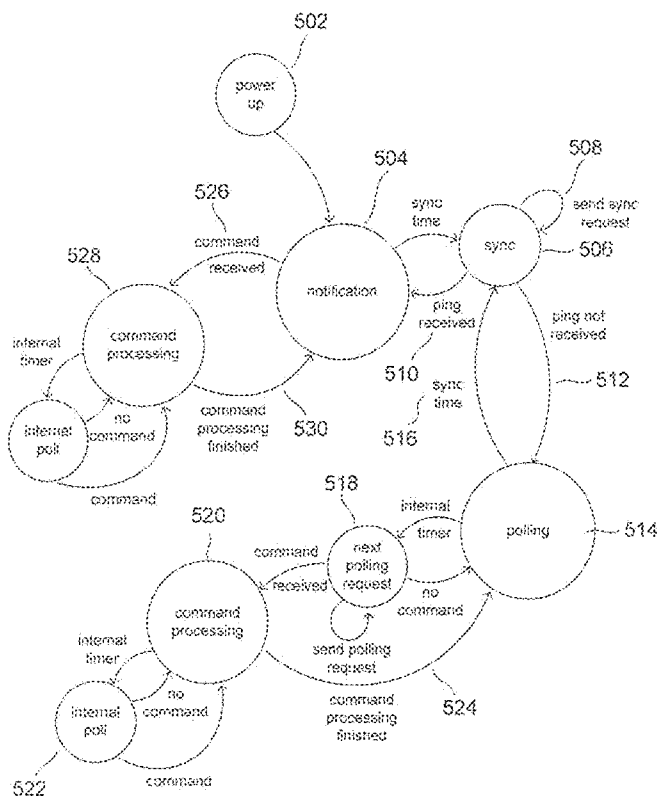 502
power
up
504
508
526
sync
time
send sync
request
command
received
sync
506
528
notification
ping
received
ping not
received
internal
timer
command
processing
510
512
sync
time
516
no
command
command
processing
finished
530
internal
poll
command
518
internal
timer
520
polling
514
next
polling
request
command
received
no
command
command
processing
internal
timer
send polling
request
524
no
command
command
processing
finished
internal
poll
522
command